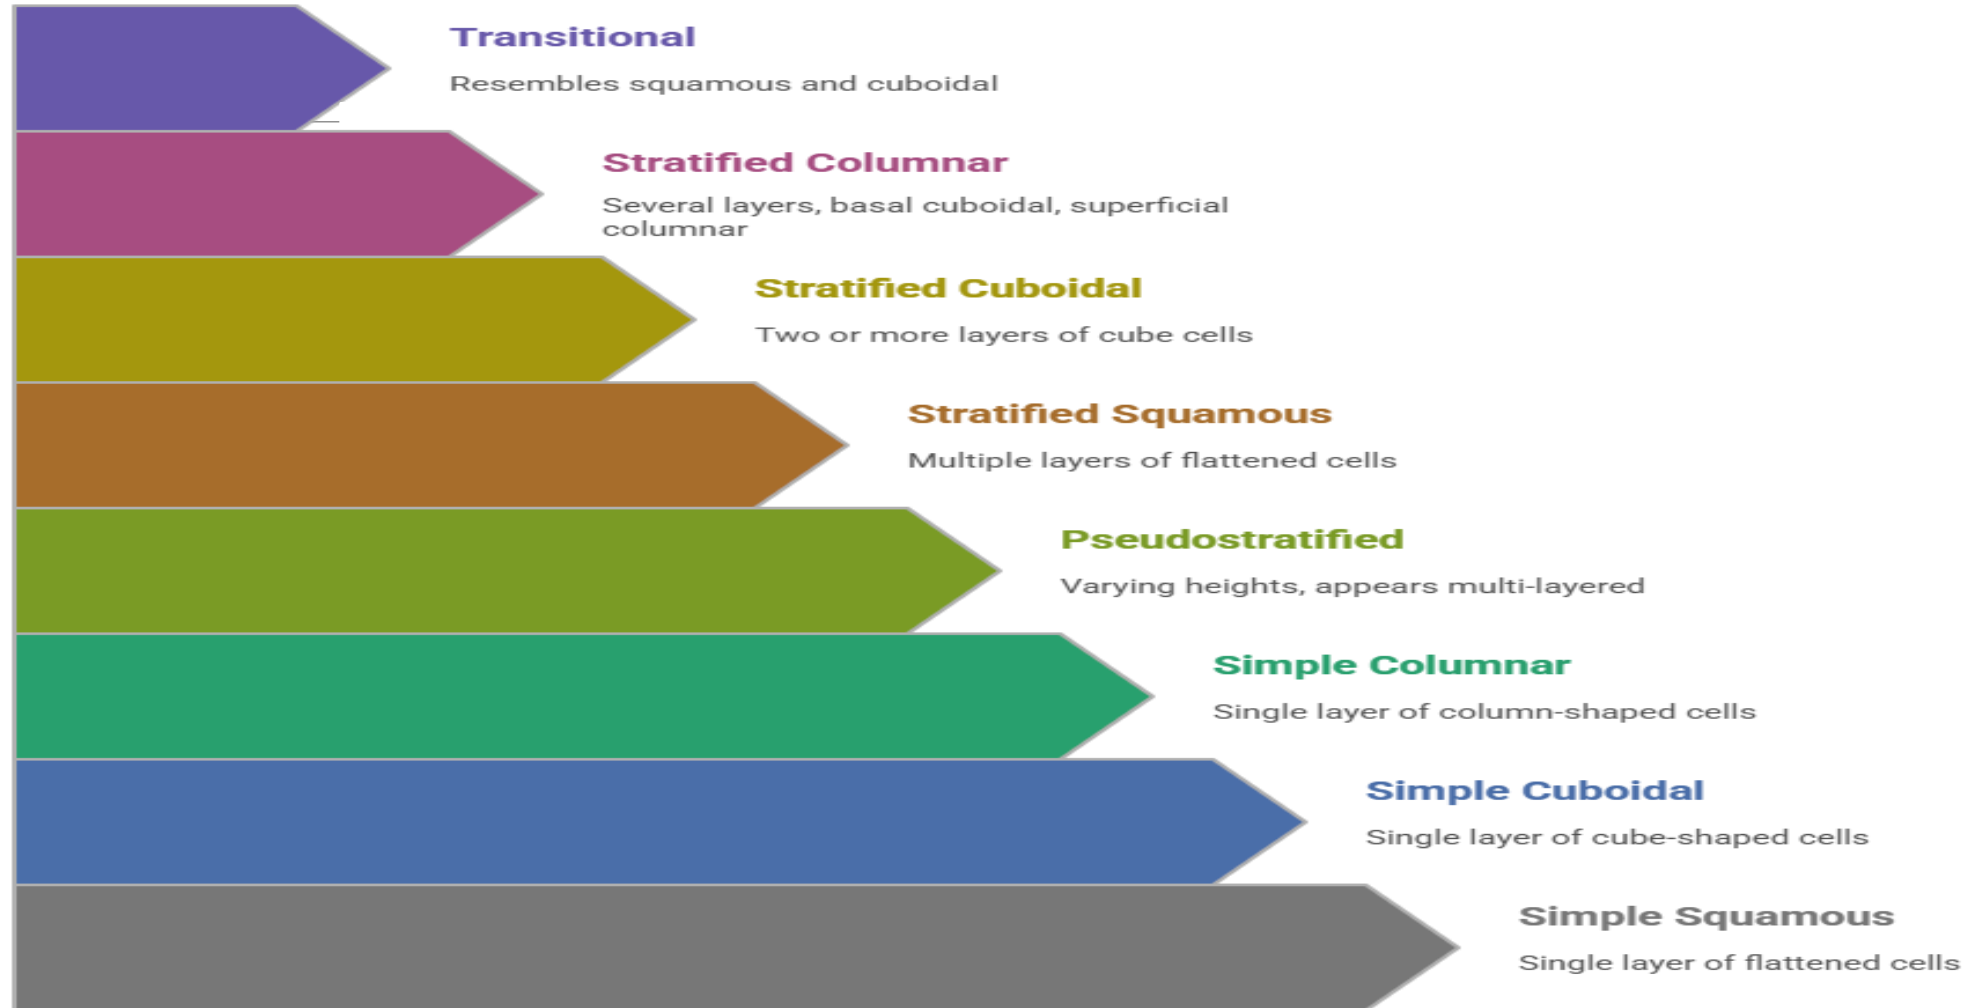 Transitional
Resembles squamous and cuboidal
Stratified Columnar
Several layers, basal cuboidal, superficial
columnar
Stratified Cuboidal
Two or more layers of cube cells
Stratified Squamous
Multiple layers of flattened cells
Pseudostratified
Varying heights, appears multi-layered
Simple Columnar
Single layer of column-shaped cells
Simple Cuboidal
Single layer of cube-shaped cells
Simple Squamous
Single layer of flattened cells